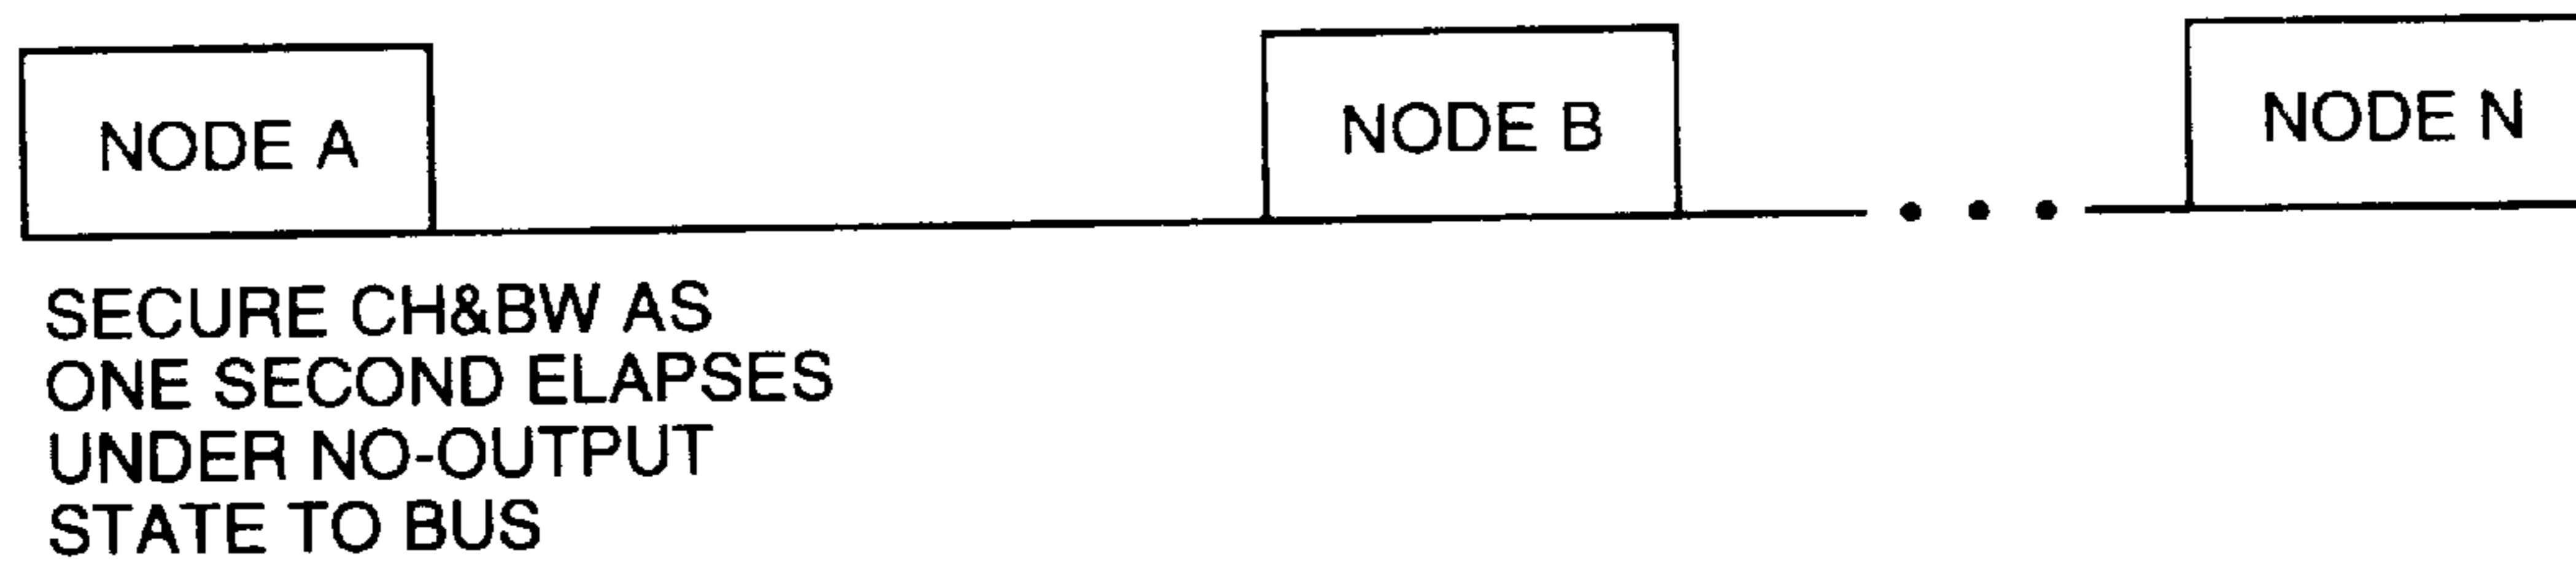 NODE A
NODE B
NODE N
SECURE CH&BW AS
ONE SECOND ELAPSES
UNDER NO-OUTPUT
STATE TO BUS